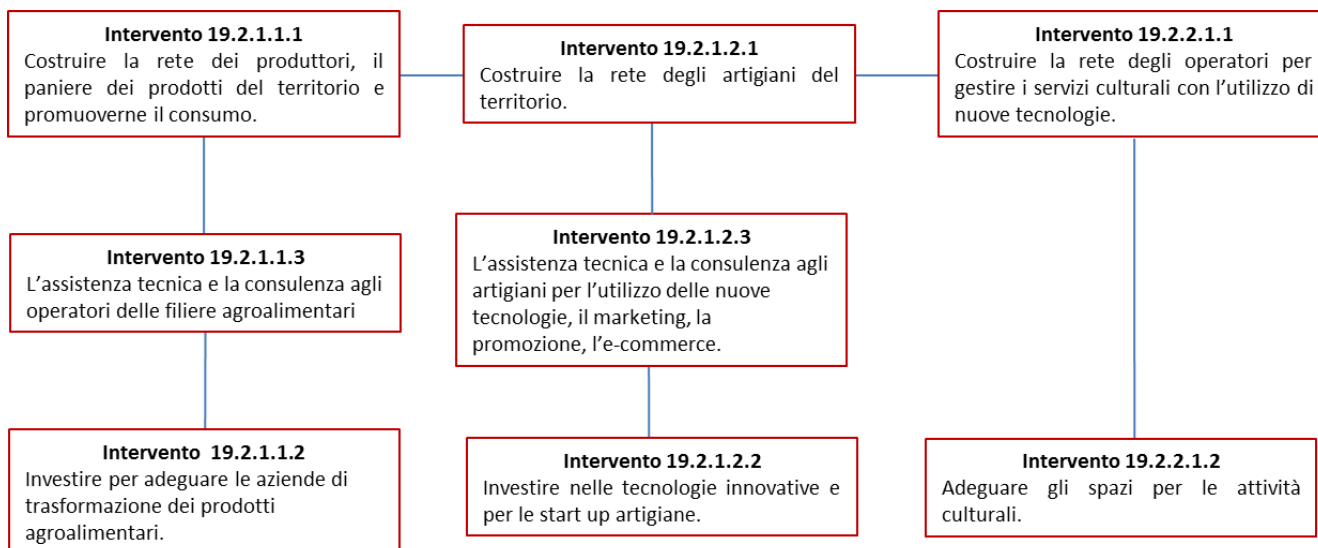 Intervento 19.2.1.1.1
Costruire la rete dei produttori, il
paniere dei prodotti del territorio e
promuoverne il consumo.
Intervento 19.2.1.2.1
Costruire la rete degli artigiani del
territorio.
Intervento 19.2.2.1.1
Costruire la rete degli operatori per
gestire i servizi culturali con l’utilizzo di
nuove tecnologie.
Intervento 19.2.1.1.3
L’assistenza tecnica e la consulenza agli
operatori delle filiere agroalimentari
Intervento 19.2.1.2.3
L’assistenza tecnica e la consulenza agli
artigiani per l’utilizzo delle nuove
tecnologie, il marketing, la
promozione, l’e-commerce.
Intervento 19.2.1.1.2
Investire per adeguare le aziende di
trasformazione dei prodotti
agroalimentari.
Intervento 19.2.1.2.2
Investire nelle tecnologie innovative e
per le start up artigiane.
Intervento 19.2.2.1.2
Adeguare gli spazi per le attività
culturali.